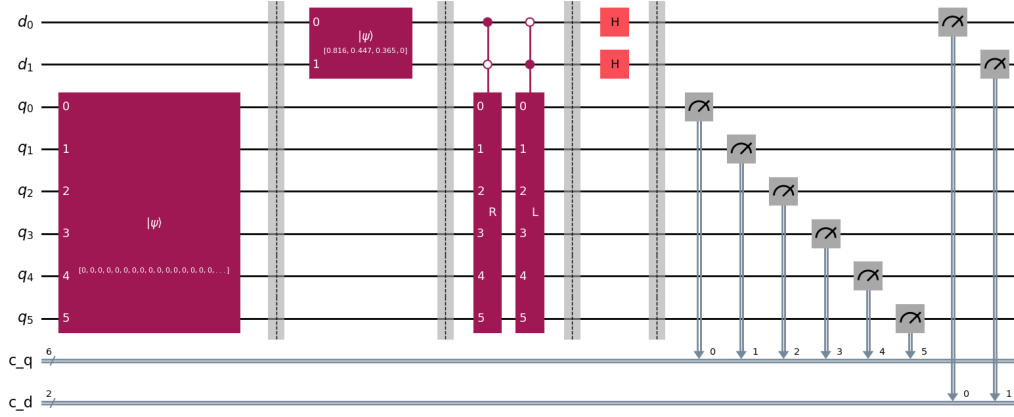 d₀ 0 H
|ψ⟩
[0.816, 0.447, 0.365, 0]
d₁ 1 H
q₀ 0 0 0
q₁ 1 1 1
q₂ 2 2 2
R L
|ψ⟩
q₃ 3 3 3
q₄ 4 [0, 0, 0, 0, 0, 0, 0, 0, 0, 0, 0, 0, 0, 0, 0, 0, . . . ] 4 4
q₅ 5 5 5
c_q 6 0 1 2 3 4 5
c_d 2 0 1